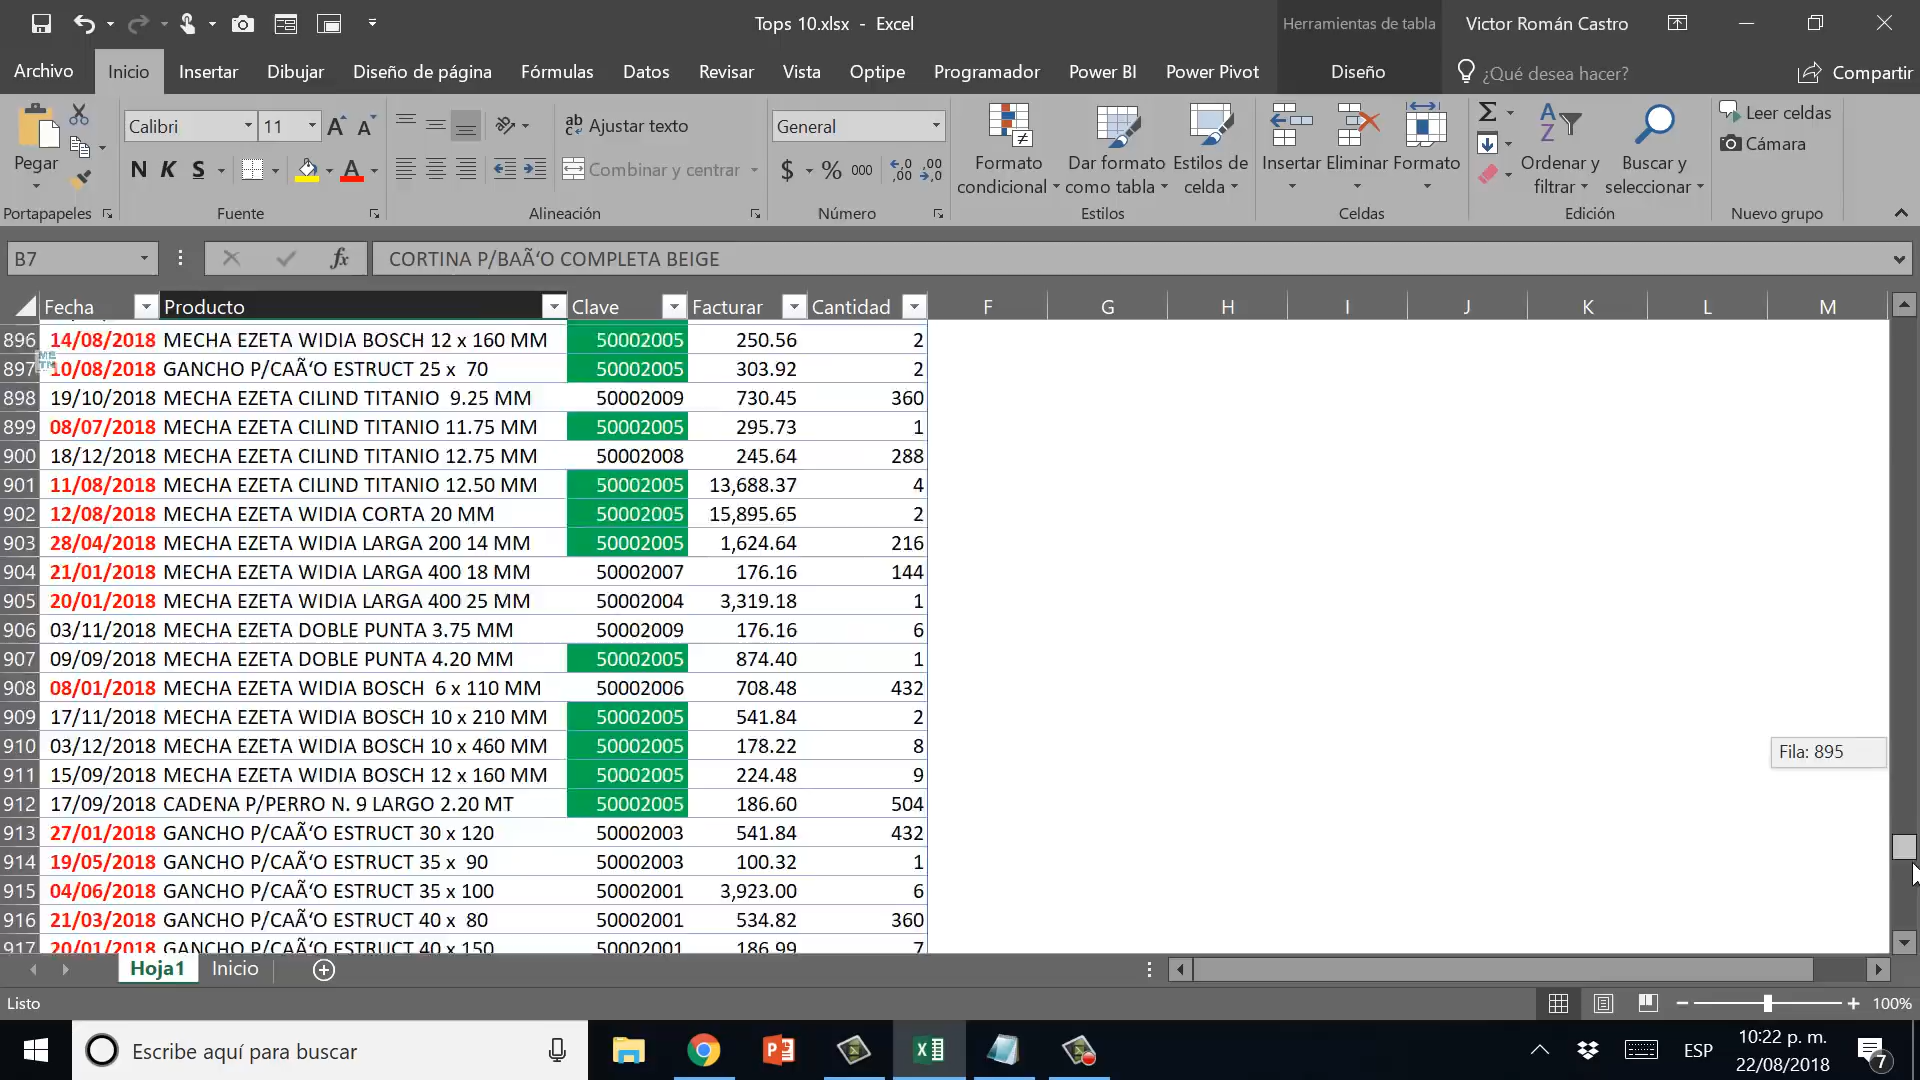 Tops 10.xlsx - Excel
Herramientas de tabla
Victor Román Castro
Archivo Inicio Insertar Dibujar Diseño de página Fórmulas Datos Revisar Vista Optipe Programador Power BI Power Pivot Diseño ¿Qué desea hacer? Compartir
Pegar
Portapapeles
Calibri 11
N K S
Fuente
Ajustar texto
Combinar y centrar
Alineación
General
$ % 000
Número
Formato condicional
Dar formato como tabla
Estilos de celda
Estilos
Insertar Eliminar Formato
Celdas
Ordenar y filtrar
Buscar y seleccionar
Edición
Leer celdas
Cámara
Nuevo grupo
B7 fx CORTINA P/BAÃ‘O COMPLETA BEIGE
Fecha Producto Clave Facturar Cantidad F G H I J K L M
896 14/08/2018 MECHA EZETA WIDIA BOSCH 12 x 160 MM 50002005 250.56 2
897 10/08/2018 GANCHO P/CAÃ‘O ESTRUCT 25 x  70 50002005 303.92 2
898 19/10/2018 MECHA EZETA CILIND TITANIO  9.25 MM 50002009 730.45 360
899 08/07/2018 MECHA EZETA CILIND TITANIO 11.75 MM 50002005 295.73 1
900 18/12/2018 MECHA EZETA CILIND TITANIO 12.75 MM 50002008 245.64 288
901 11/08/2018 MECHA EZETA CILIND TITANIO 12.50 MM 50002005 13,688.37 4
902 12/08/2018 MECHA EZETA WIDIA CORTA 20 MM 50002005 15,895.65 2
903 28/04/2018 MECHA EZETA WIDIA LARGA 200 14 MM 50002005 1,624.64 216
904 21/01/2018 MECHA EZETA WIDIA LARGA 400 18 MM 50002007 176.16 144
905 20/01/2018 MECHA EZETA WIDIA LARGA 400 25 MM 50002004 3,319.18 1
906 03/11/2018 MECHA EZETA DOBLE PUNTA 3.75 MM 50002009 176.16 6
907 09/09/2018 MECHA EZETA DOBLE PUNTA 4.20 MM 50002005 874.40 1
908 08/01/2018 MECHA EZETA WIDIA BOSCH  6 x 110 MM 50002006 708.48 432
909 17/11/2018 MECHA EZETA WIDIA BOSCH 10 x 210 MM 50002005 541.84 2
910 03/12/2018 MECHA EZETA WIDIA BOSCH 10 x 460 MM 50002005 178.22 8
911 15/09/2018 MECHA EZETA WIDIA BOSCH 12 x 160 MM 50002005 224.48 9
912 17/09/2018 CADENA P/PERRO N. 9 LARGO 2.20 MT 50002005 186.60 504
913 27/01/2018 GANCHO P/CAÃ‘O ESTRUCT 30 x 120 50002003 541.84 432
914 19/05/2018 GANCHO P/CAÃ‘O ESTRUCT 35 x  90 50002003 100.32 1
915 04/06/2018 GANCHO P/CAÃ‘O ESTRUCT 35 x 100 50002001 3,923.00 6
916 21/03/2018 GANCHO P/CAÃ‘O ESTRUCT 40 x  80 50002001 534.82 360
917 20/01/2018 GANCHO P/CAÃ‘O ESTRUCT 40 x 150 50002001 186.99 7
Fila: 895
Hoja1 Inicio
Listo
100%
Escribe aquí para buscar
ESP
10:22 p. m.
22/08/2018
7